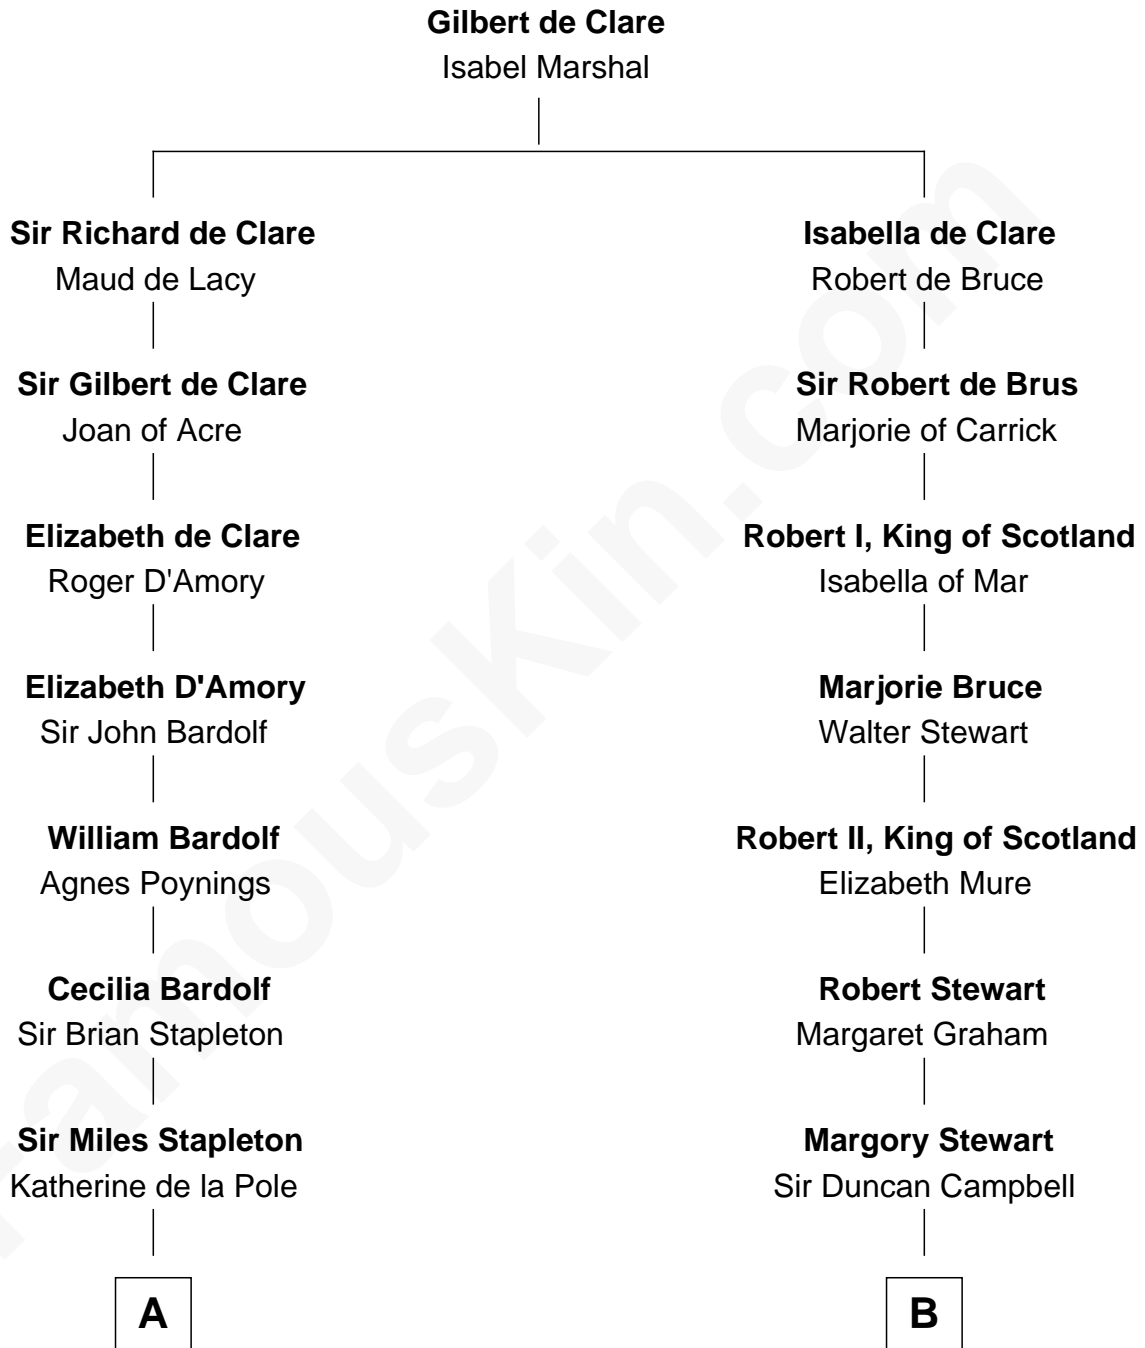 Gilbert de Clare
Isabel Marshal
Sir Richard de Clare
Maud de Lacy
Isabella de Clare
Robert de Bruce
Sir Gilbert de Clare
Joan of Acre
Sir Robert de Brus
Marjorie of Carrick
Elizabeth de Clare
Roger D'Amory
Robert I, King of Scotland
Isabella of Mar
Elizabeth D'Amory
Sir John Bardolf
Marjorie Bruce
Walter Stewart
William Bardolf
Agnes Poynings
Robert II, King of Scotland
Elizabeth Mure
Cecilia Bardolf
Sir Brian Stapleton
Robert Stewart
Margaret Graham
Sir Miles Stapleton
Katherine de la Pole
Margory Stewart
Sir Duncan Campbell
A
B
FamousKin.com